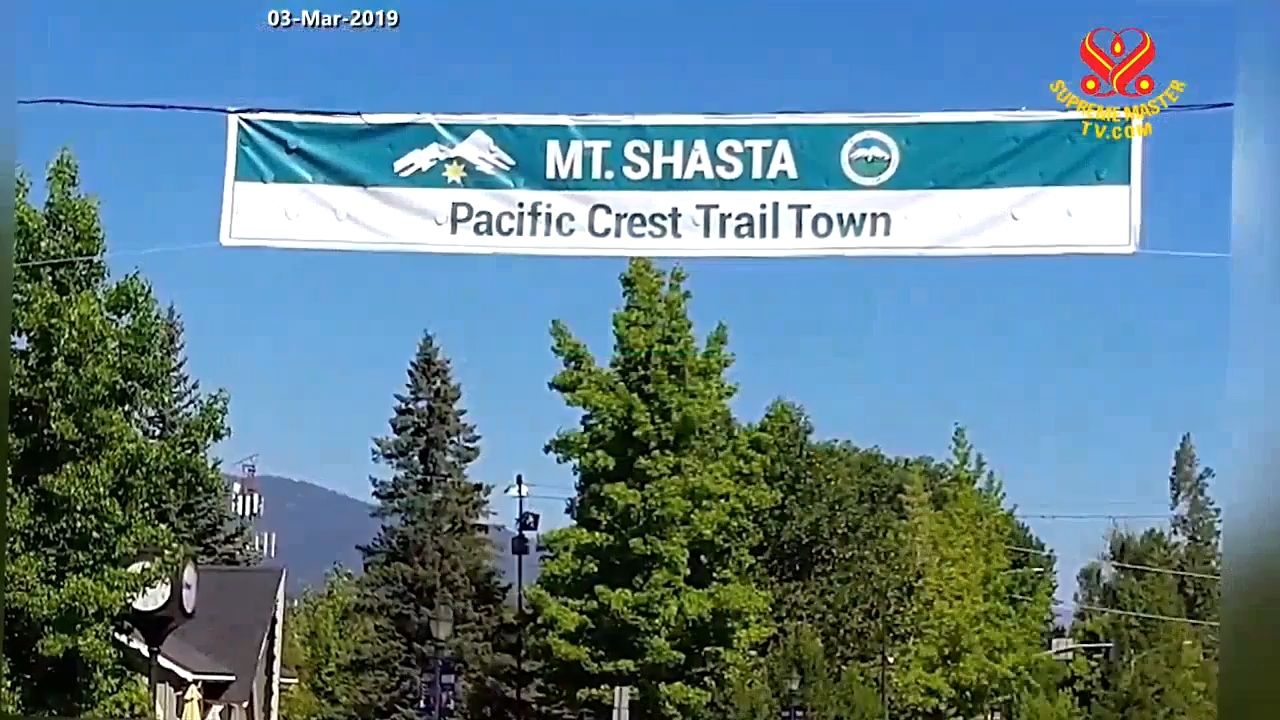 03-Mar-2019
SUPREME MASTER
TV.COM
MT. SHASTA
Pacific Crest Trail Town